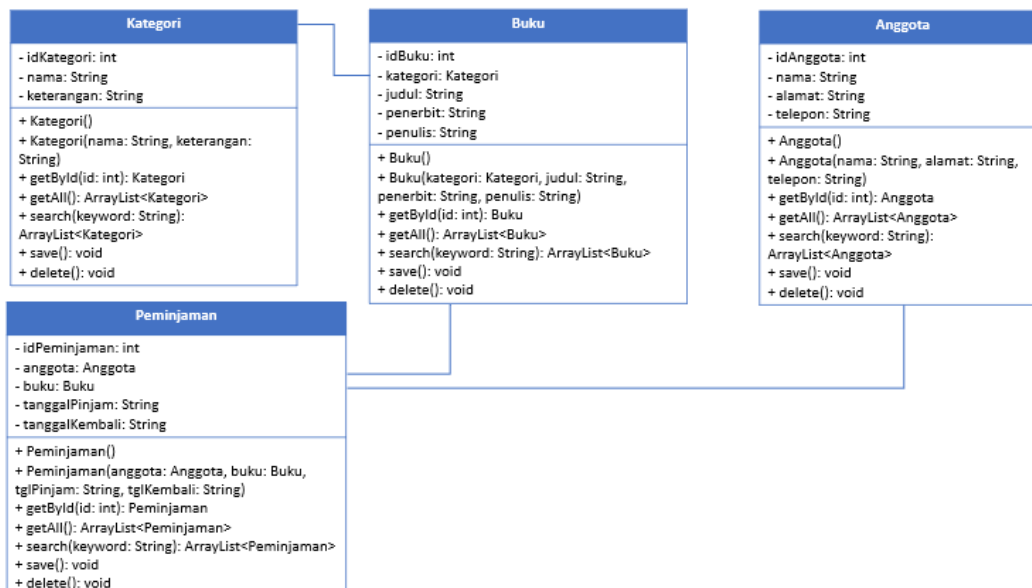 Kategori
- idKategori: int
- nama: String
- keterangan: String
+ Kategori()
+ Kategori(nama: String, keterangan:
String)
+ getById(id: int): Kategori
+ getAll(): ArrayList<Kategori>
+ search(keyword: String):
ArrayList<Kategori>
+ save(): void
+ delete(): void
Buku
- idBuku: int
- kategori: Kategori
- judul: String
- penerbit: String
- penulis: String
+ Buku()
+ Buku(kategori: Kategori, judul: String,
penerbit: String, penulis: String)
+ getById(id: int): Buku
+ getAll(): ArrayList<Buku>
+ search(keyword: String): ArrayList<Buku>
+ save(): void
+ delete(): void
Anggota
- idAnggota: int
- nama: String
- alamat: String
- telepon: String
+ Anggota()
+ Anggota(nama: String, alamat: String,
telepon: String)
+ getById(id: int): Anggota
+ getAll(): ArrayList<Anggota>
+ search(keyword: String):
ArrayList<Anggota>
+ save(): void
+ delete(): void
Peminjaman
- idPeminjaman: int
- anggota: Anggota
- buku: Buku
- tanggalPinjam: String
- tanggalKembali: String
+ Peminjaman()
+ Peminjaman(anggota: Anggota, buku: Buku,
tglPinjam: String, tglKembali: String)
+ getById(id: int): Peminjaman
+ getAll(): ArrayList<Peminjaman>
+ search(keyword: String): ArrayList<Peminjaman>
+ save(): void
+ delete(): void